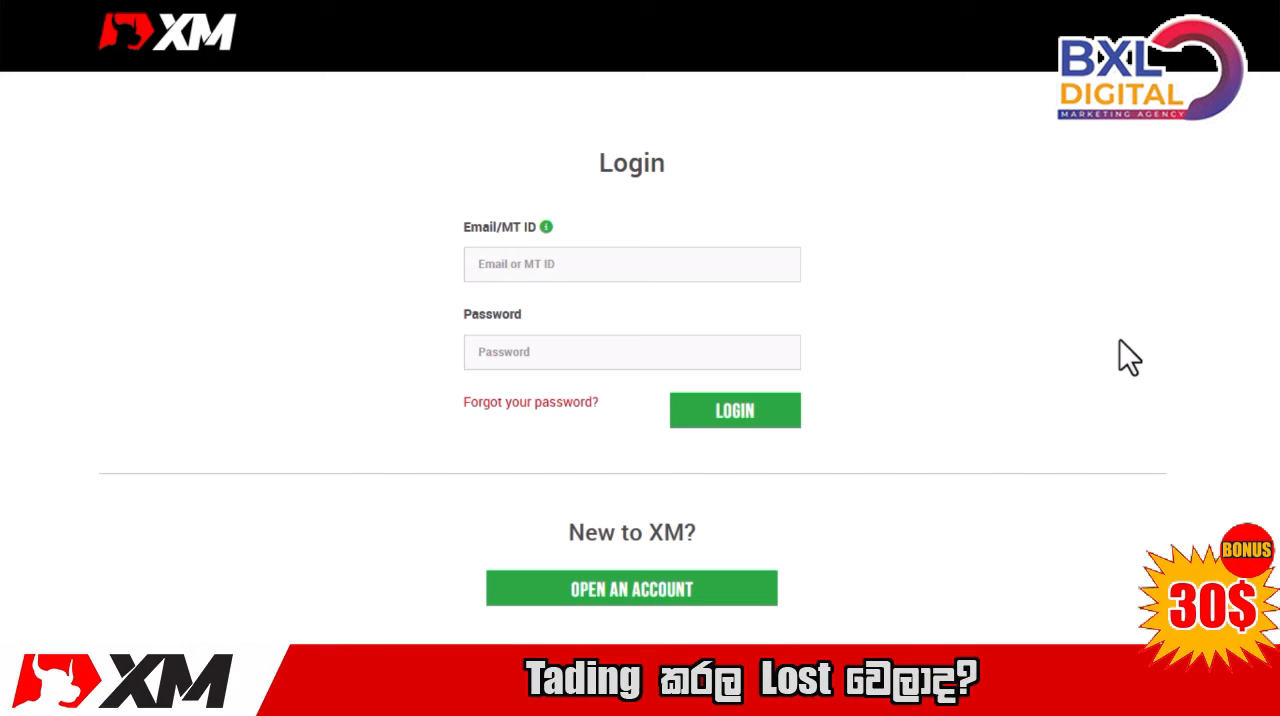 XM
BXL
DIGITAL
MARKETING AGENCY
Login
Email/MT ID
Email or MT ID
Password
Password
Forgot your password?
LOGIN
New to XM?
OPEN AN ACCOUNT
BONUS
30$
XM
Tading කරල Lost වෙලාද?